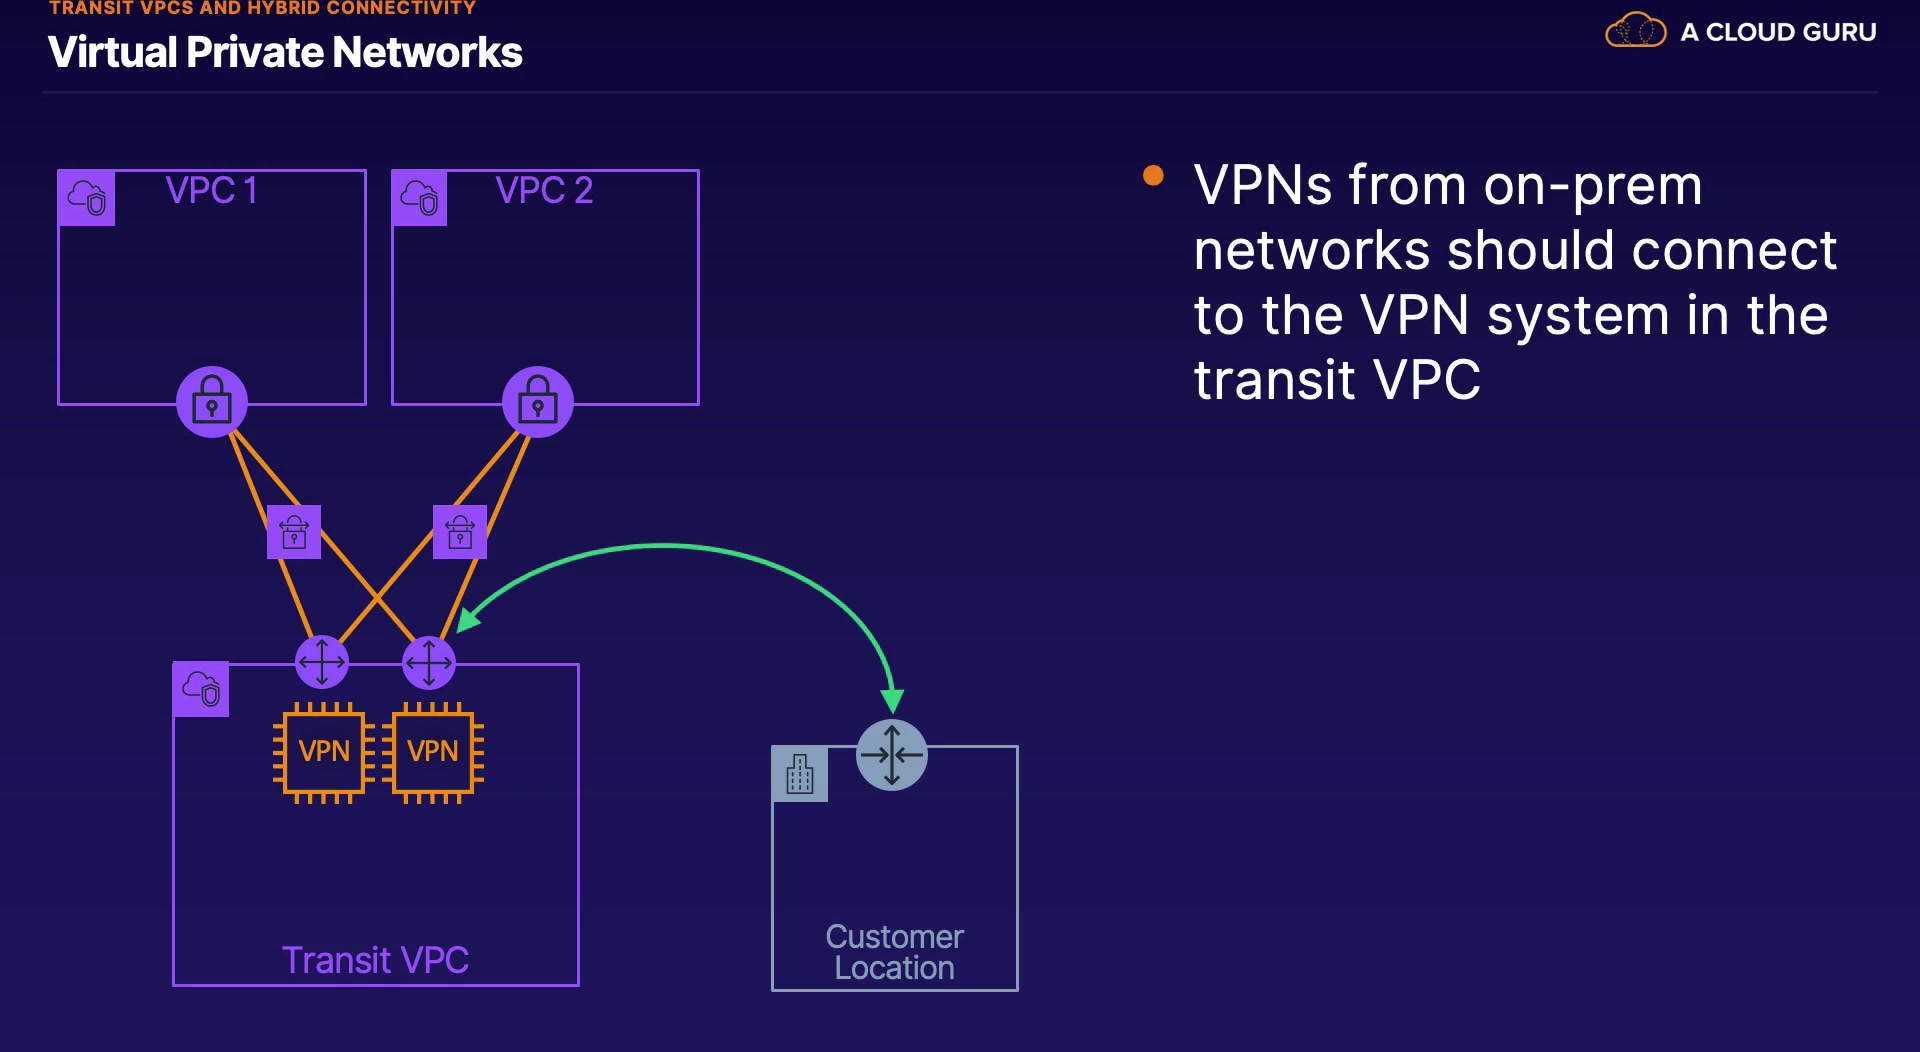 TRANSIT VPCS AND HYBRID CONNECTIVITY
Virtual Private Networks
A CLOUD GURU
VPC 1
VPC 2
VPNs from on-prem
networks should connect
to the VPN system in the
transit VPC
VPN
VPN
Transit VPC
Customer
Location